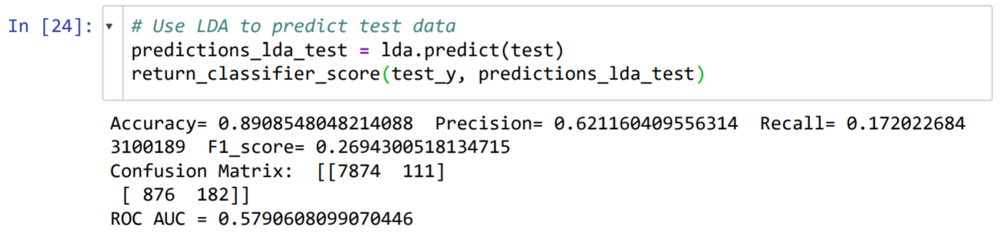 In [24]:
# Use LDA to predict test data
predictions_lda_test = lda.predict(test)
return_classifier_score(test_y, predictions_lda_test)
Accuracy= 0.8908548048214088  Precision= 0.621160409556314  Recall= 0.172022684
3100189  F1_score= 0.2694300518134715
Confusion Matrix:  [[7874  111]
 [ 876  182]]
ROC AUC = 0.5790608099070446